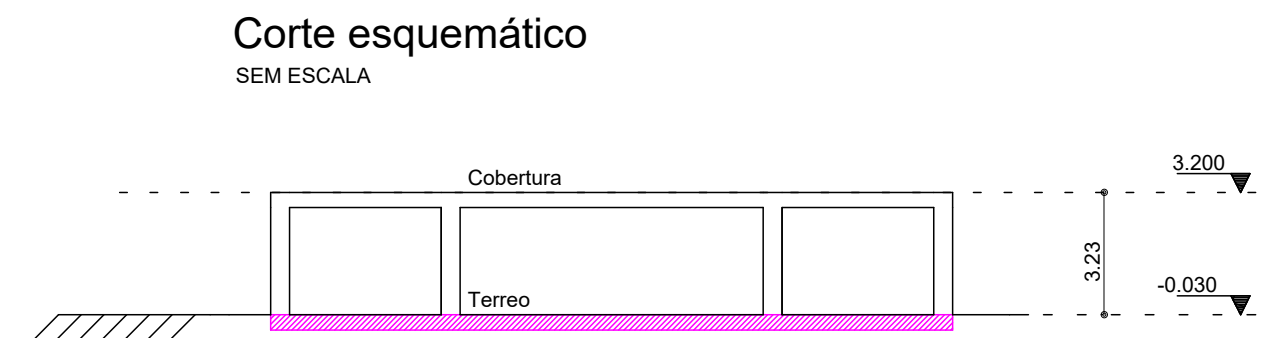 Corte esquemático
SEM ESCALA
3.200
Cobertura
3.23
-0.030
Terreo